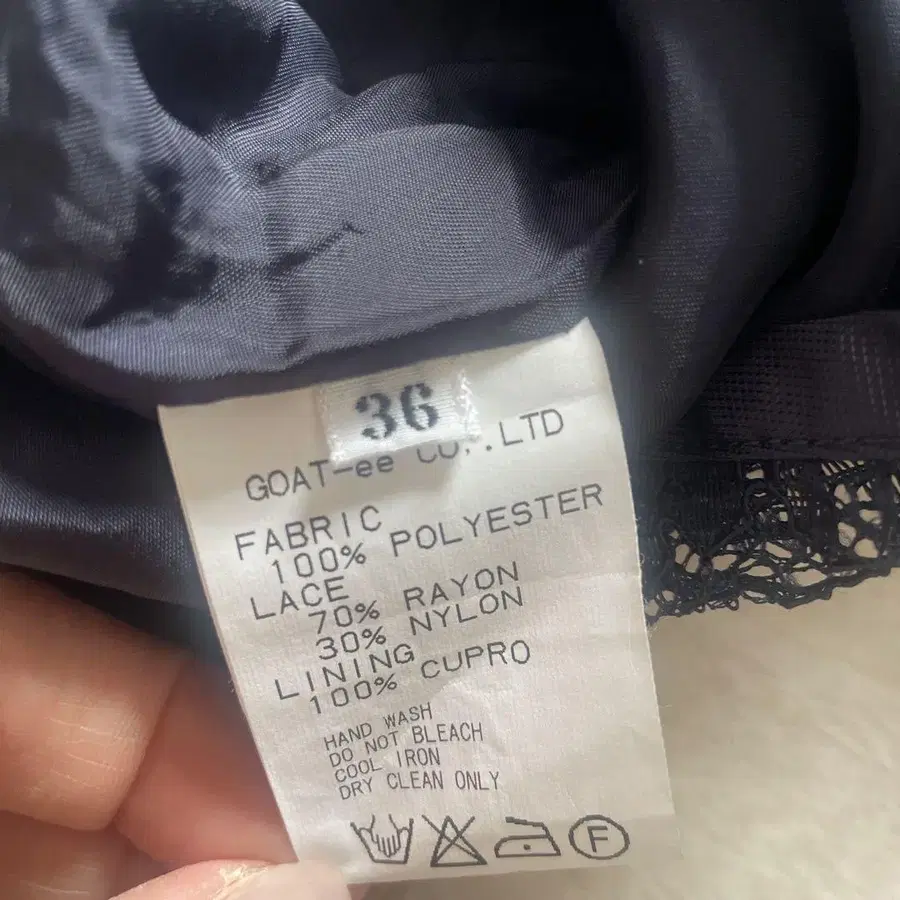 36
GOAT-ee CO.,LTD
FABRIC
100% POLYESTER
LACE
70% RAYON
30% NYLON
LINING
100% CUPRO
HAND WASH
DO NOT BLEACH
COOL IRON
DRY CLEAN ONLY
F